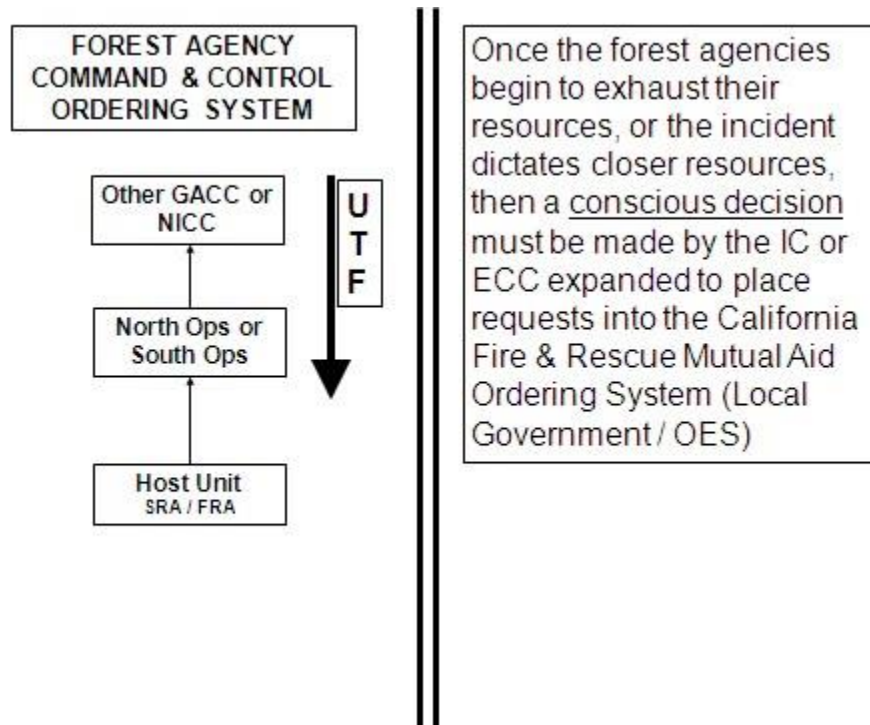 FOREST AGENCY
COMMAND & CONTROL
ORDERING SYSTEM
Other GACC or
NICC
U
T
F
North Ops or
South Ops
Host Unit
SRA / FRA
Once the forest agencies
begin to exhaust their
resources, or the incident
dictates closer resources,
then a conscious decision
must be made by the IC or
ECC expanded to place
requests into the California
Fire & Rescue Mutual Aid
Ordering System (Local
Government / OES)